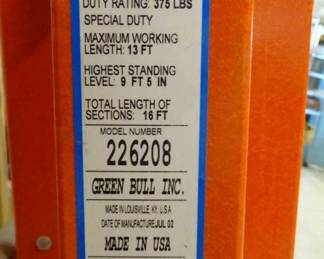 DUTY RATING: 375 LBS
SPECIAL DUTY
MAXIMUM WORKING
LENGTH: 13 FT
HIGHEST STANDING
LEVEL: 9 FT 5 IN
TOTAL LENGTH OF
SECTIONS: 16 FT
MODEL NUMBER
226208
GREEN BULL INC.
MADE IN LOUISVILLE, KY, U.S.A
DATE OF MANUFACTURE JUL 02
MADE IN USA